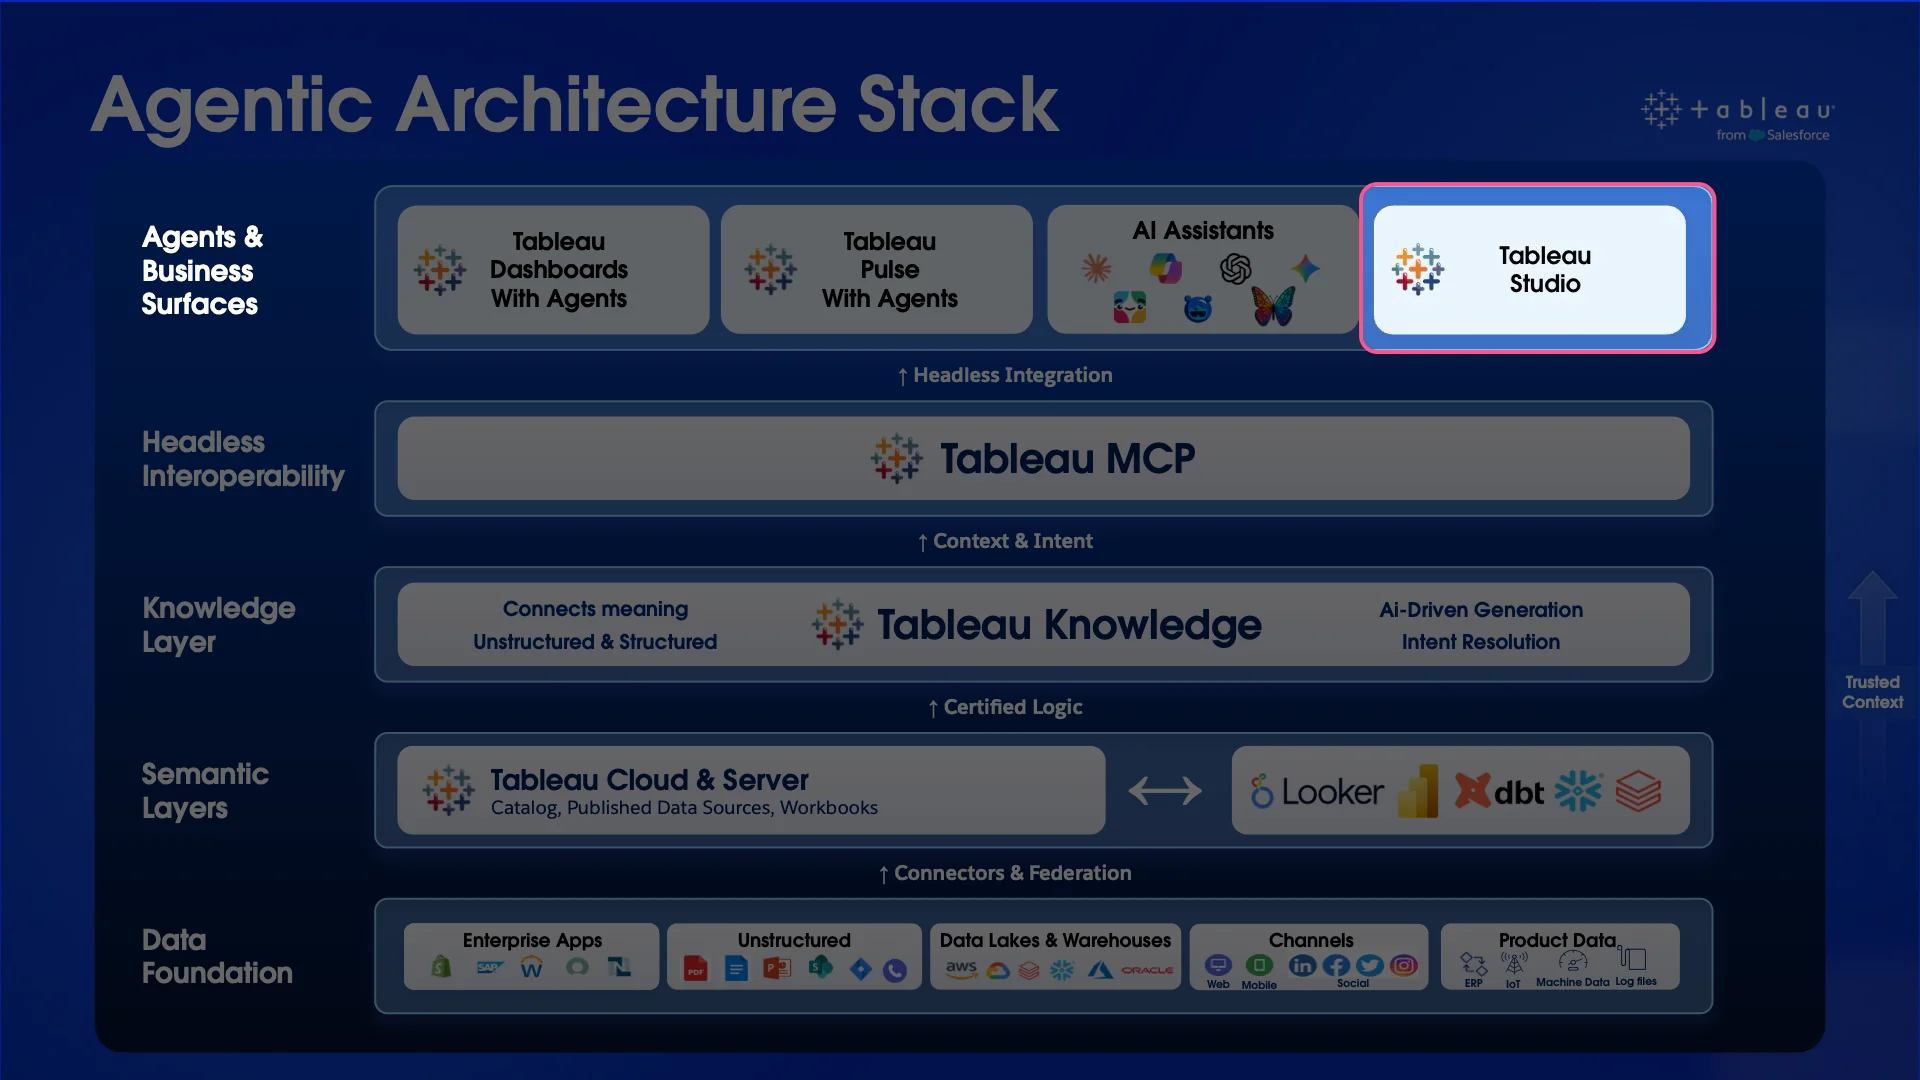 Agentic Architecture Stack
+ableau
from Salesforce
Agents &
Business
Surfaces
Tableau
Dashboards
With Agents
Tableau
Pulse
With Agents
AI Assistants
Tableau
Studio
↑ Headless Integration
Headless
Interoperability
Tableau MCP
↑ Context & Intent
Knowledge
Layer
Connects meaning
Unstructured & Structured
Tableau Knowledge
Ai-Driven Generation
Intent Resolution
Trusted
Context
↑ Certified Logic
Semantic
Layers
Tableau Cloud & Server
Catalog, Published Data Sources, Workbooks
Looker
dbt
↑ Connectors & Federation
Data
Foundation
Enterprise Apps
SAP
Unstructured
PDF
Data Lakes & Warehouses
aws
ORACLE
Channels
Web
Mobile
Social
Product Data
ERP
IoT
Machine Data
Log files